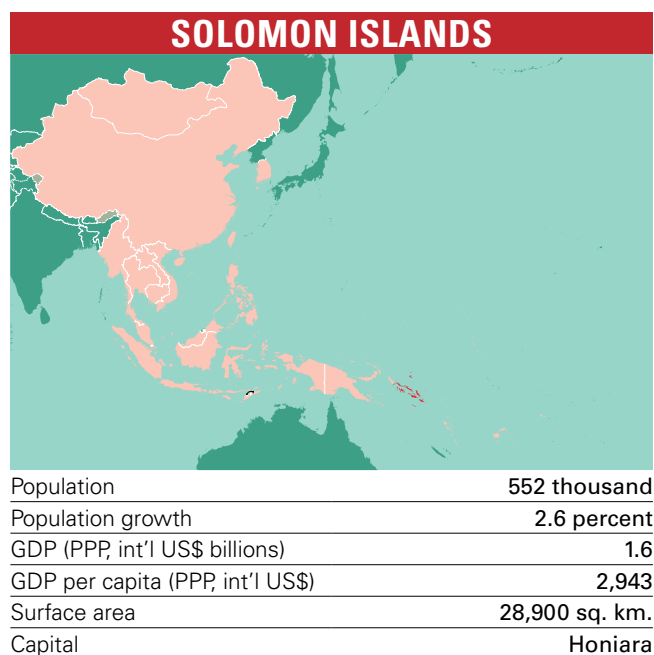 SOLOMON ISLANDS
Population 552 thousand
Population growth 2.6 percent
GDP (PPP, int'l US$ billions) 1.6
GDP per capita (PPP, int'l US$) 2,943
Surface area 28,900 sq. km.
Capital Honiara